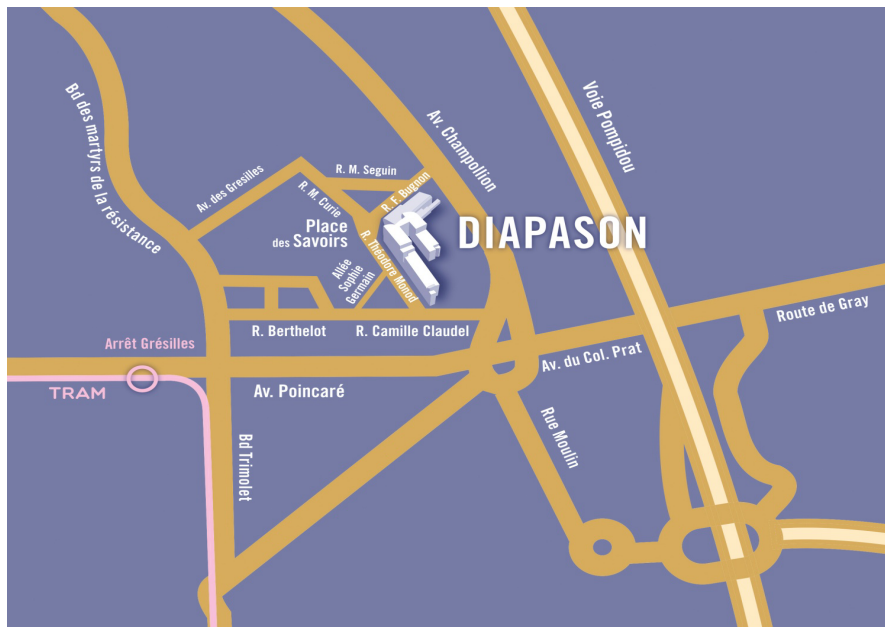 Bd des martyrs de la résistance
Av. des Gresilles
R. M. Seguin
R. M. Curie
R. F. Bugnon
Av. Champollion
Voie Pompidou
Place
des Savoirs
R. Théodore Monod
Allée
Sophie
Germain
DIAPASON
R. Berthelot
R. Camille Claudel
Route de Gray
Arrêt Grésilles
TRAM
Av. Poincaré
Av. du Col. Prat
Bd Trimolet
Rue Moulin